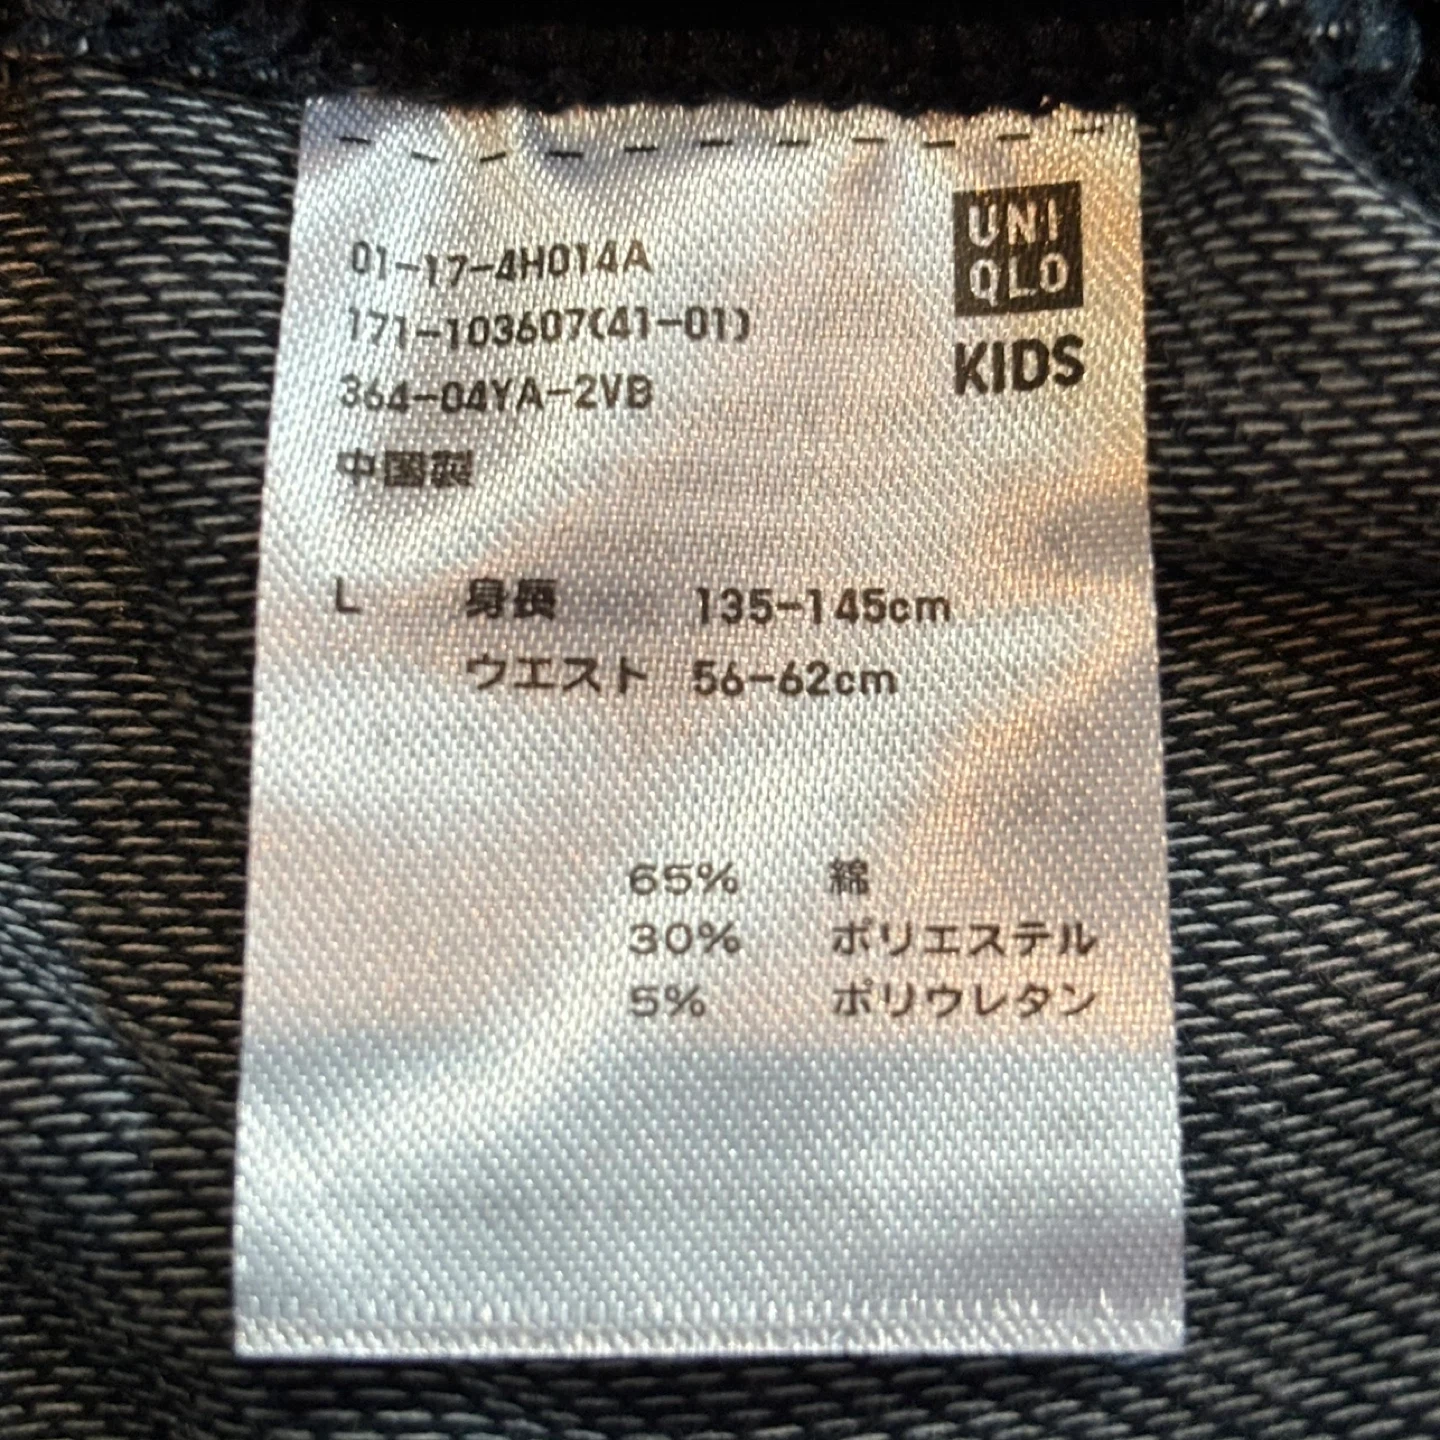 UNI
QLO
KIDS
01-17-4H014A
171-103607(41-01)
364-04YA-2VB
中国製
L 身長 135-145cm
ウエスト 56-62cm
65% 綿
30% ポリエステル
5% ポリウレタン